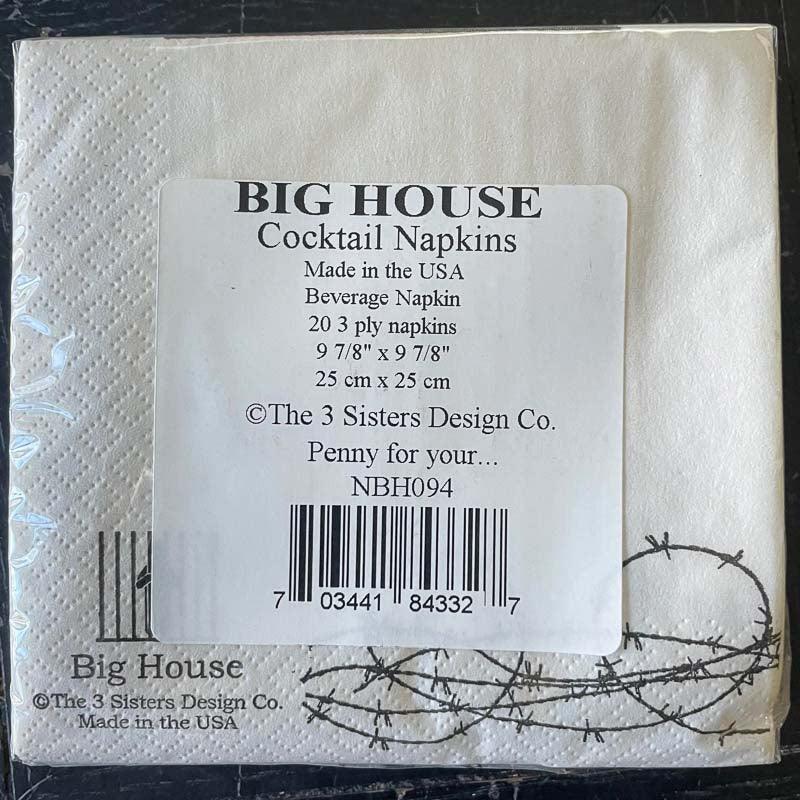 BIG HOUSE
Cocktail Napkins
Made in the USA
Beverage Napkin
20 3 ply napkins
9 7/8" x 9 7/8"
25 cm x 25 cm
©The 3 Sisters Design Co.
Penny for your...
NBH094
7 03441 84332 7
Big House
©The 3 Sisters Design Co.
Made in the USA